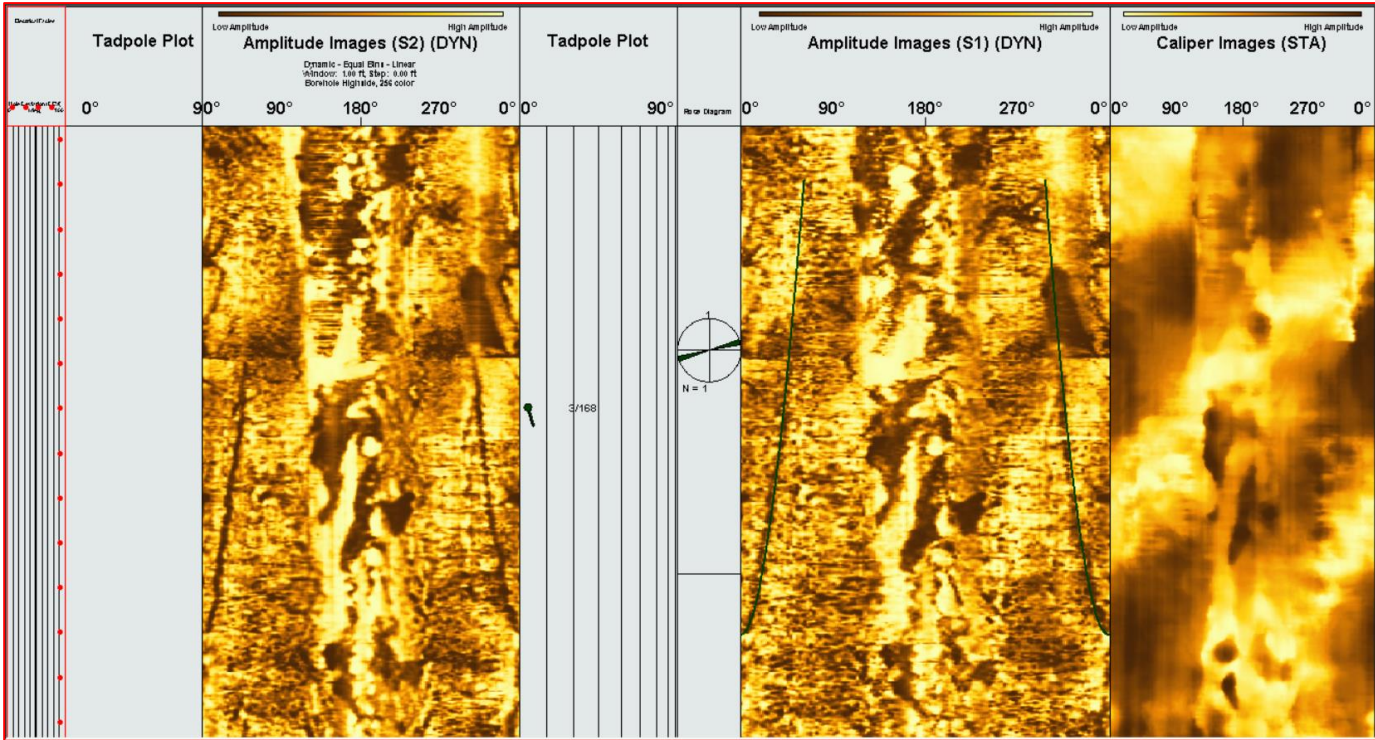 Tadpole Plot
0°
Low Amplitude High Amplitude
Amplitude Images (S2) (DYN)
Dynamic - Equal Bins - Linear
Window: 1.00 ft, Step: 0.00 ft
Borehole Highside, 256 color
90° 90° 180° 270° 0°
Tadpole Plot
0° 90°
Rose Diagram
Low Amplitude High Amplitude
Amplitude Images (S1) (DYN)
0° 90° 180° 270° 0°
Low Amplitude High Amplitude
Caliper Images (STA)
0° 90° 180° 270° 0°
1
N = 1
3/168